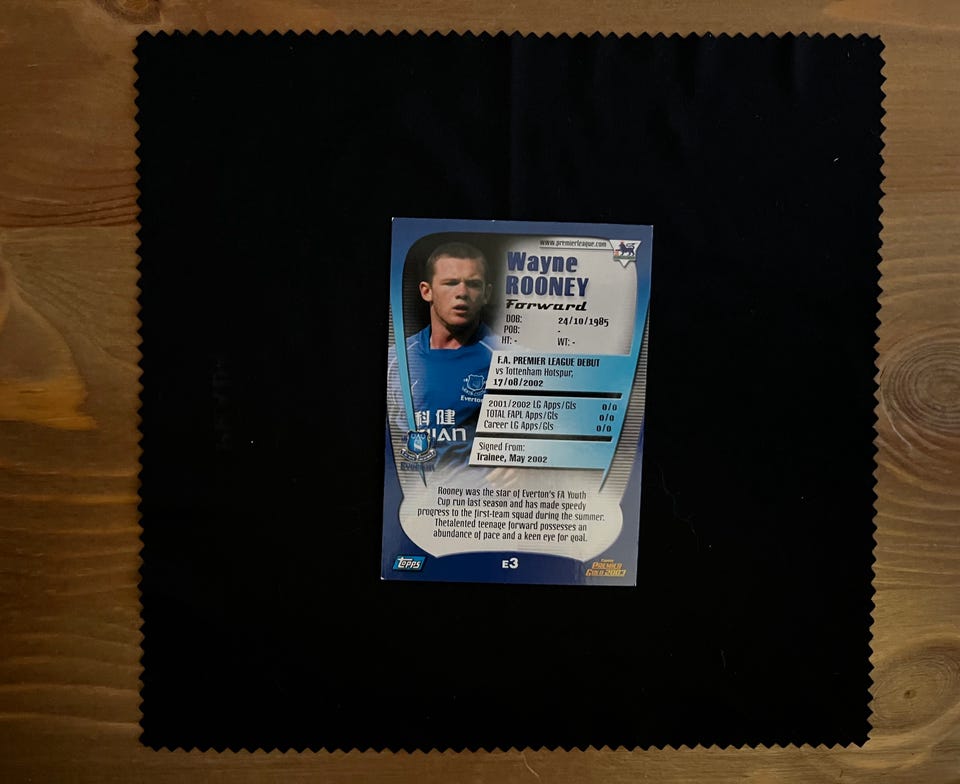 www.premierleague.com
Wayne
ROONEY
Forward
DOB: 24/10/1985
POB: -
HT: - WT: -
F.A. PREMIER LEAGUE DEBUT
vs Tottenham Hotspur,
17/08/2002
2001/2002 LG Apps/Gls 0/0
TOTAL FAPL Apps/Gls 0/0
Career LG Apps/Gls 0/0
Signed From:
Trainee, May 2002
Everton
科健
Everton
Rooney was the star of Everton's FA Youth
Cup run last season and has made speedy
progress to the first-team squad during the summer.
Thetalented teenage forward possesses an
abundance of pace and a keen eye for goal.
TOPPS
E3
PREMIER
GOLD 2003